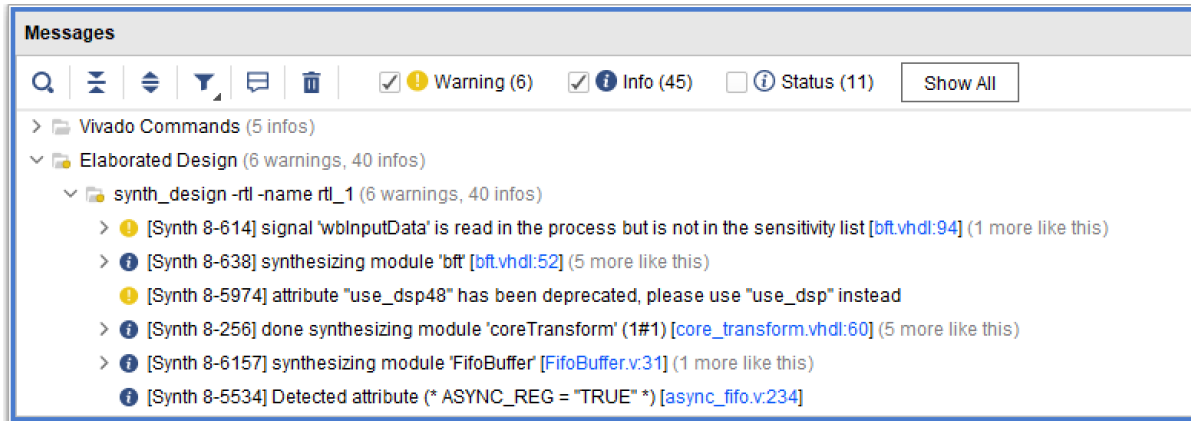 Messages
Warning (6) Info (45) Status (11) Show All
Vivado Commands (5 infos)
Elaborated Design (6 warnings, 40 infos)
synth_design -rtl -name rtl_1 (6 warnings, 40 infos)
[Synth 8-614] signal 'wbInputData' is read in the process but is not in the sensitivity list [bft.vhdl:94] (1 more like this)
[Synth 8-638] synthesizing module 'bft' [bft.vhdl:52] (5 more like this)
[Synth 8-5974] attribute "use_dsp48" has been deprecated, please use "use_dsp" instead
[Synth 8-256] done synthesizing module 'coreTransform' (1#1) [core_transform.vhdl:60] (5 more like this)
[Synth 8-6157] synthesizing module 'FifoBuffer' [FifoBuffer.v:31] (1 more like this)
[Synth 8-5534] Detected attribute (* ASYNC_REG = "TRUE" *) [async_fifo.v:234]